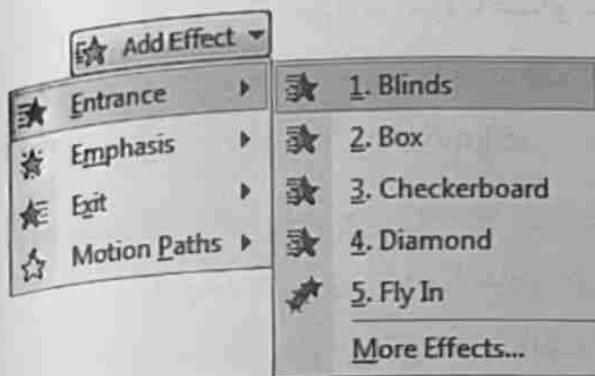 Add Effect
Entrance
Emphasis
Exit
Motion Paths
1. Blinds
2. Box
3. Checkerboard
4. Diamond
5. Fly In
More Effects...